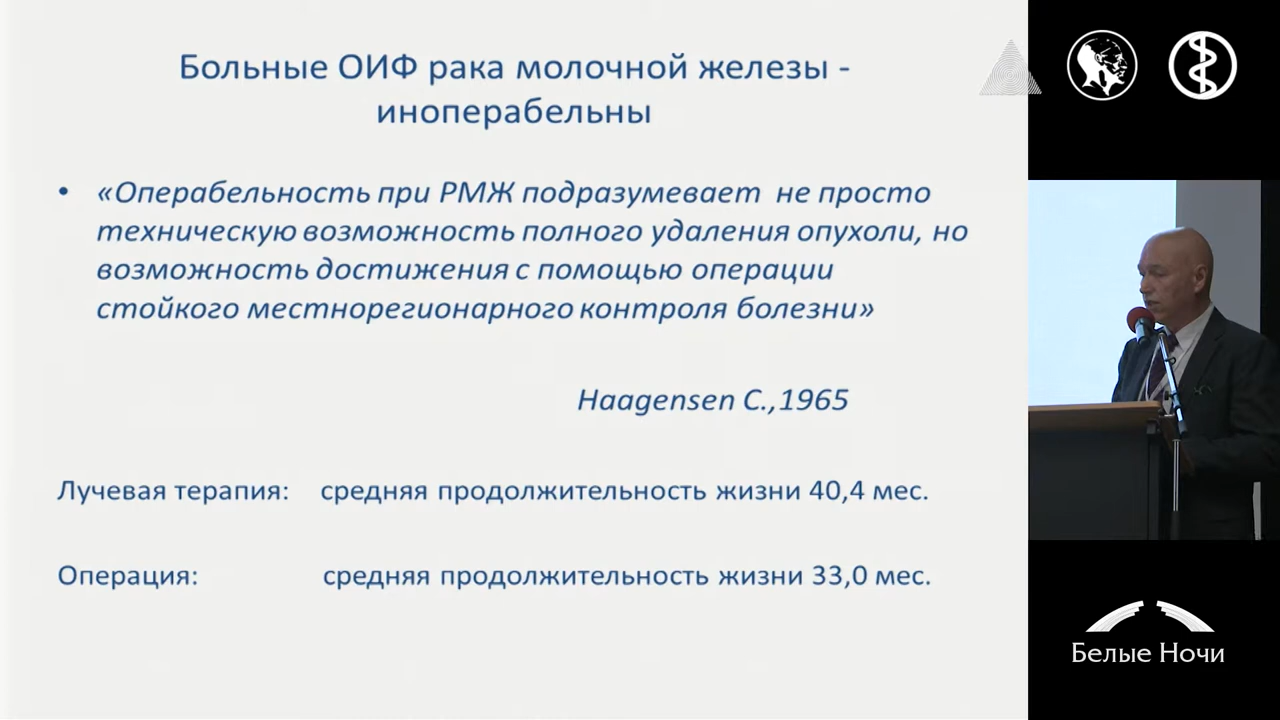 Больные ОИФ рака молочной железы -
иноперабельны
• «Операбельность при РМЖ подразумевает не просто
техническую возможность полного удаления опухоли, но
возможность достижения с помощью операции
стойкого местнорегионарного контроля болезни»
Haagensen C.,1965
Лучевая терапия: средняя продолжительность жизни 40,4 мес.
Операция: средняя продолжительность жизни 33,0 мес.
Белые Ночи